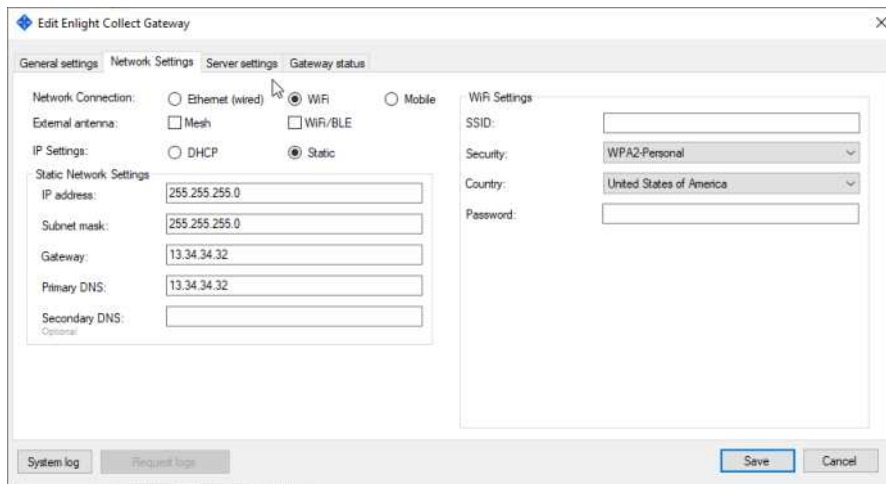 Edit Enlight Collect Gateway
General settings Network Settings Server settings Gateway status
Network Connection: Ethernet (wired) WiFi Mobile
External antenna: Mesh WiFi/BLE
IP Settings: DHCP Static
Static Network Settings
IP address: 255.255.255.0
Subnet mask: 255.255.255.0
Gateway: 13.34.34.32
Primary DNS: 13.34.34.32
Secondary DNS:
Optional
WiFi Settings
SSID:
Security: WPA2-Personal
Country: United States of America
Password:
System log Request logs Save Cancel